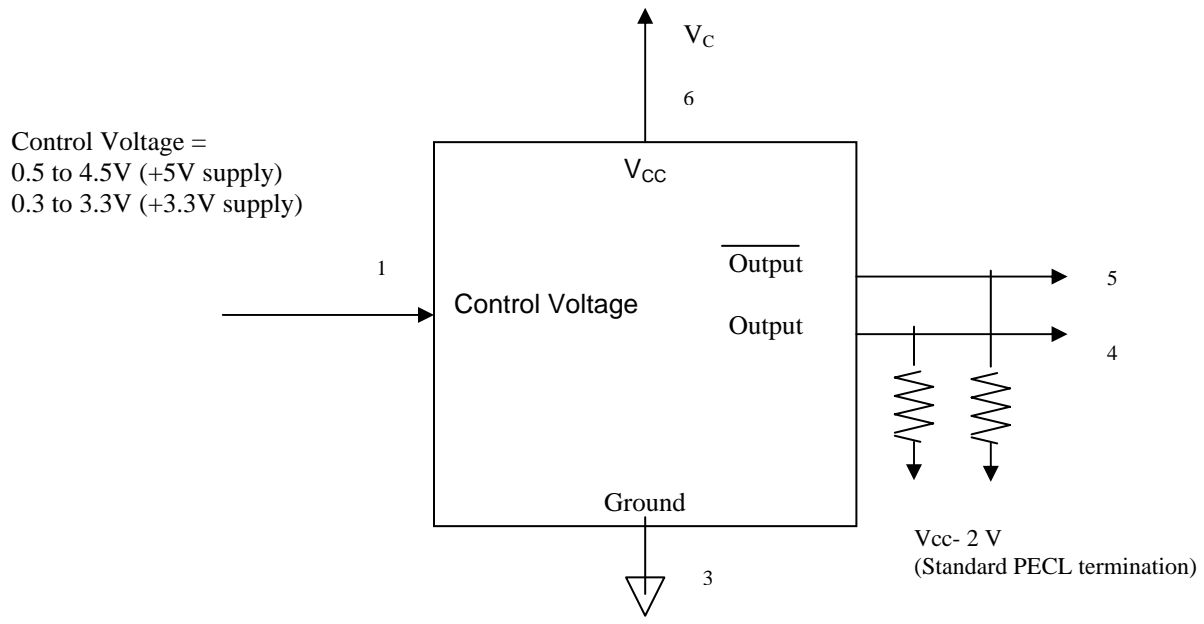 V_C
6
Control Voltage =
0.5 to 4.5V (+5V supply)
0.3 to 3.3V (+3.3V supply)
V_CC
1
Output
5
Control Voltage
Output
4
Ground
3
Vcc- 2 V
(Standard PECL termination)